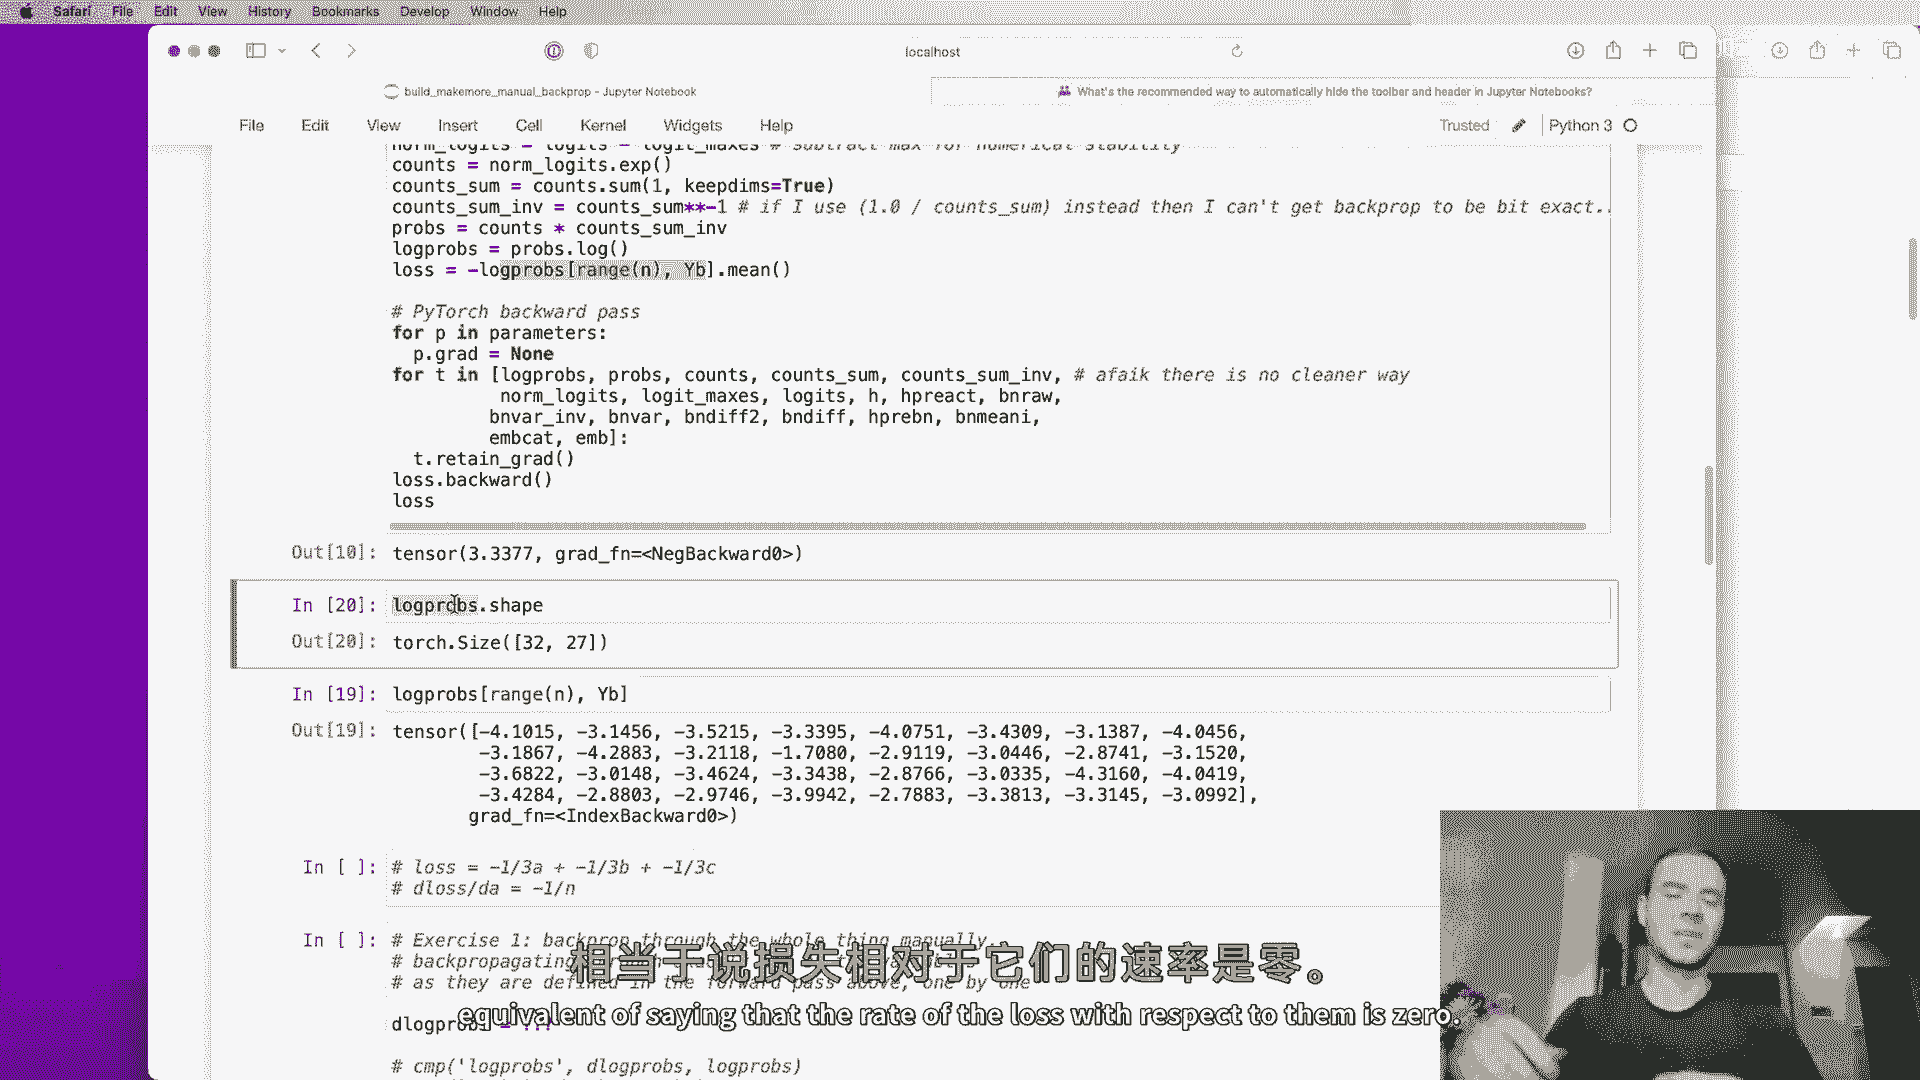 Safari File Edit View History Bookmarks Develop Window Help
localhost
build_makemore_manual_backprop - Jupyter Notebook
What's the recommended way to automatically hide the toolbar and header in Jupyter Notebooks?
File Edit View Insert Cell Kernel Widgets Help
Trusted Python 3
norm_logits = logits - logit_maxes # subtract max for numerical stability
counts = norm_logits.exp()
counts_sum = counts.sum(1, keepdims=True)
counts_sum_inv = counts_sum**-1 # if I use (1.0 / counts_sum) instead then I can't get backprop to be bit exact..
probs = counts * counts_sum_inv
logprobs = probs.log()
loss = -logprobs[range(n), Yb].mean()
# PyTorch backward pass
for p in parameters:
p.grad = None
for t in [logprobs, probs, counts, counts_sum, counts_sum_inv, # afaik there is no cleaner way
norm_logits, logit_maxes, logits, h, hpreact, bnraw,
bnvar_inv, bnvar, bndiff2, bndiff, hprebn, bnmeani,
embcat, emb]:
t.retain_grad()
loss.backward()
loss
Out[10]: tensor(3.3377, grad_fn=<NegBackward0>)
In [20]: logprobs.shape
Out[20]: torch.Size([32, 27])
In [19]: logprobs[range(n), Yb]
Out[19]: tensor([-4.1015, -3.1456, -3.5215, -3.3395, -4.0751, -3.4309, -3.1387, -4.0456,
-3.1867, -4.2883, -3.2118, -1.7080, -2.9119, -3.0446, -2.8741, -3.1520,
-3.6822, -3.0148, -3.4624, -3.3438, -2.8766, -3.0335, -4.3160, -4.0419,
-3.4284, -2.8803, -2.9746, -3.9942, -2.7883, -3.3813, -3.3145, -3.0992],
grad_fn=<IndexBackward0>)
In [ ]: # loss = -1/3a + -1/3b + -1/3c
# dloss/da = -1/n
In [ ]: # Exercise 1: backprop through the whole thing manually,
# backpropagating
# as they are defined in the forward pass above, one by one
相当于说损失相对于它们的速率是零。
equivalent of saying that the rate of the loss with respect to them is zero.
# cmp('logprobs', dlogprobs, logprobs)